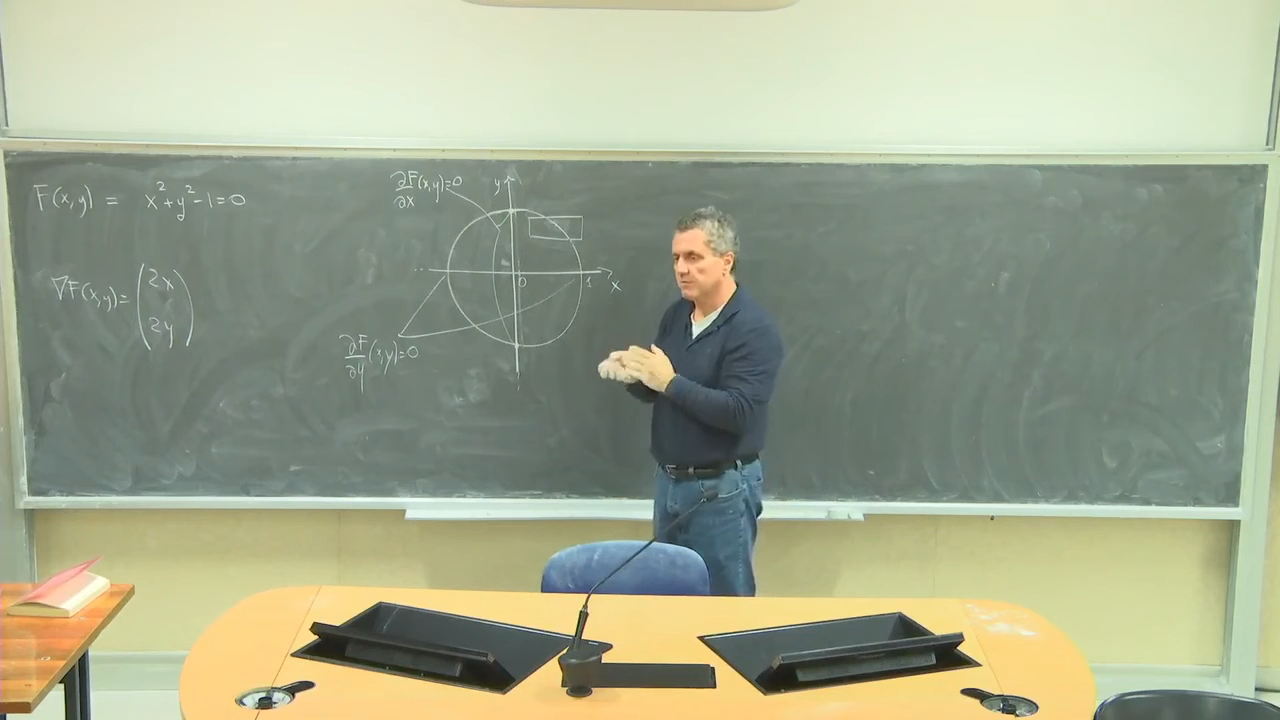 F(x,y) = x²+y²-1=0
∇F(x,y)= (2x
2y)
∂F/∂x (x,y)=0
y
0 1 x
∂F/∂y (x,y)=0